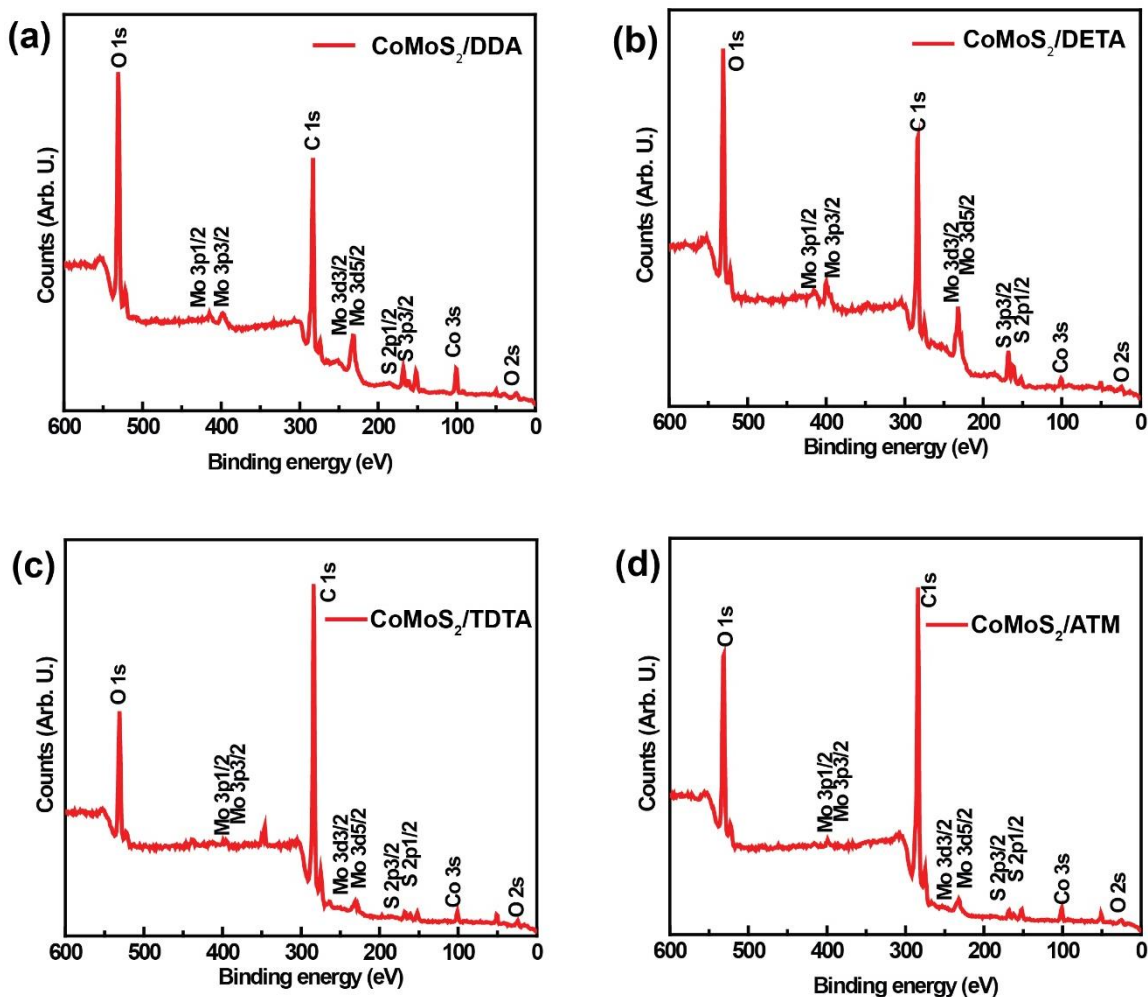 (a)
CoMoS₂/DDA
O 1s
Mo 3p1/2
Mo 3p3/2
C 1s
Mo 3d3/2
Mo 3d5/2
S 2p1/2
S 3p3/2
Co 3s
O 2s
Counts (Arb. U.)
600 500 400 300 200 100 0
Binding energy (eV)
(b)
CoMoS₂/DETA
O 1s
Mo 3p1/2
Mo 3p3/2
C 1s
Mo 3d3/2
Mo 3d5/2
S 3p3/2
S 2p1/2
Co 3s
O 2s
Counts (Arb. U.)
600 500 400 300 200 100 0
Binding energy (eV)
(c)
CoMoS₂/TDTA
O 1s
Mo 3p1/2
Mo 3p3/2
C 1s
Mo 3d3/2
Mo 3d5/2
S 2p3/2
S 2p1/2
Co 3s
O 2s
Counts (Arb. U.)
600 500 400 300 200 100 0
Binding energy (eV)
(d)
CoMoS₂/ATM
O 1s
Mo 3p1/2
Mo 3p3/2
C1s
Mo 3d3/2
Mo 3d5/2
S 2p3/2
S 2p1/2
Co 3s
O 2s
Counts (Arb. U.)
600 500 400 300 200 100 0
Binding energy (eV)